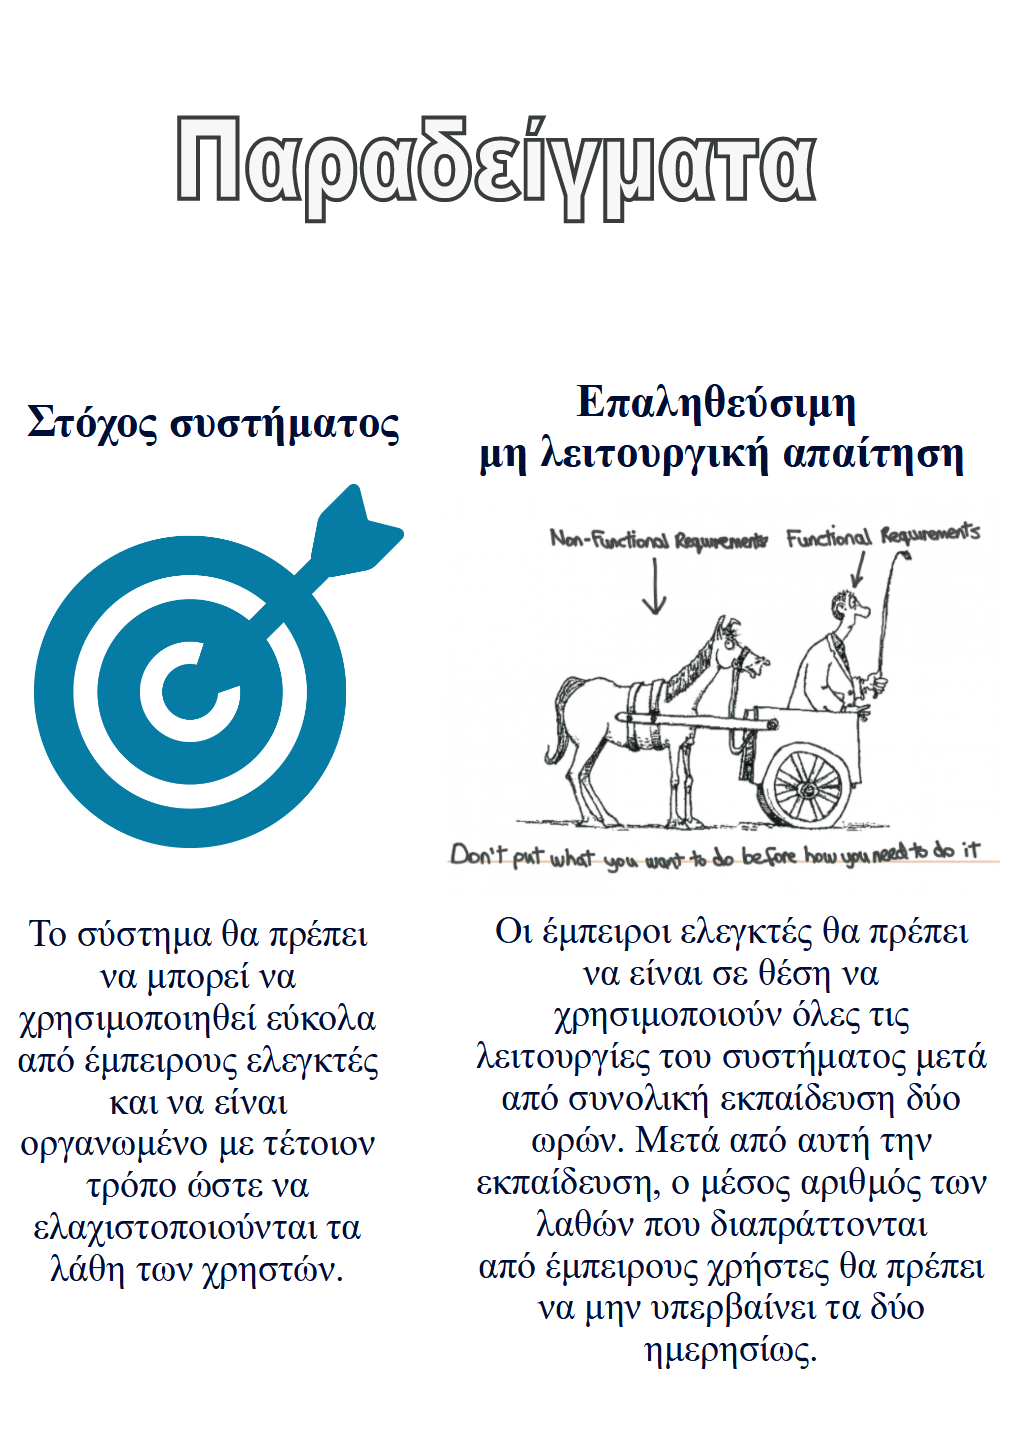 Παραδείγματα
Στόχος συστήματος
Το σύστημα θα πρέπει
να μπορεί να
χρησιμοποιηθεί εύκολα
από έμπειρους ελεγκτές
και να είναι
οργανωμένο με τέτοιον
τρόπο ώστε να
ελαχιστοποιούνται τα
λάθη των χρηστών.
Επαληθεύσιμη
μη λειτουργική απαίτηση
Non-Functional Requirements
Functional Requirements
Don't put what you want to do before how you need to do it
Οι έμπειροι ελεγκτές θα πρέπει
να είναι σε θέση να
χρησιμοποιούν όλες τις
λειτουργίες του συστήματος μετά
από συνολική εκπαίδευση δύο
ωρών. Μετά από αυτή την
εκπαίδευση, ο μέσος αριθμός των
λαθών που διαπράττονται
από έμπειρους χρήστες θα πρέπει
να μην υπερβαίνει τα δύο
ημερησίως.